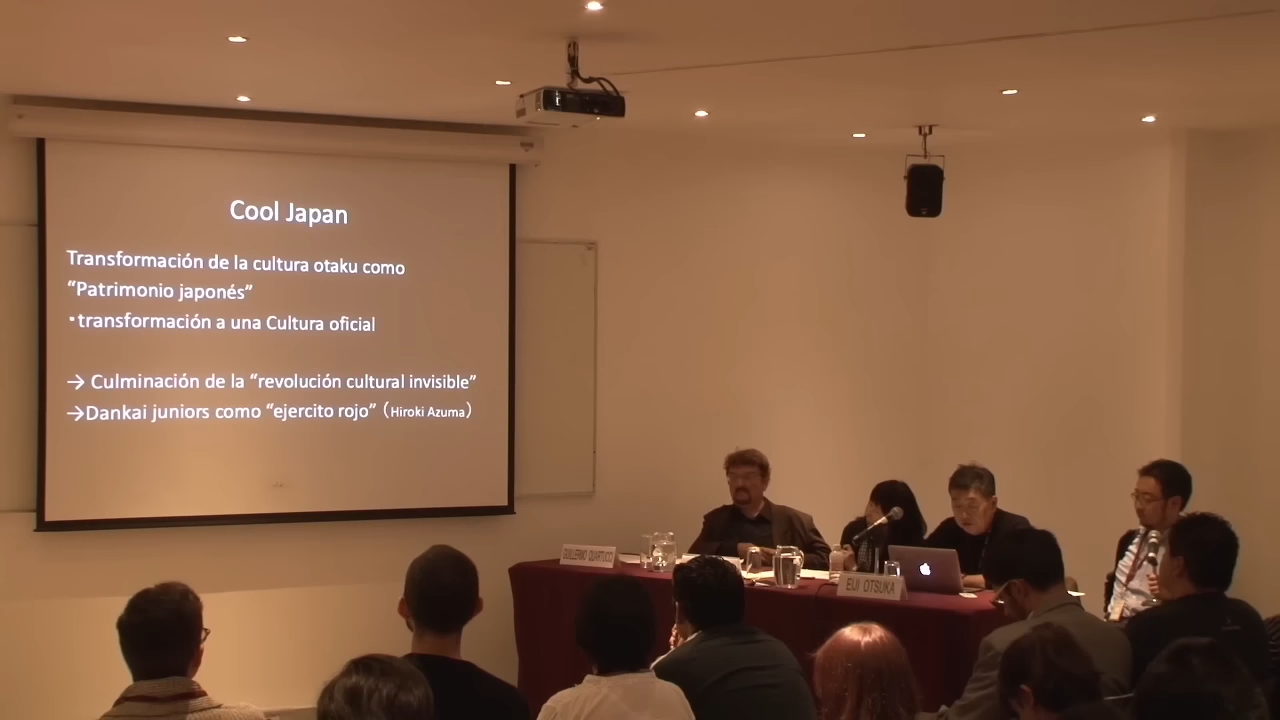 Cool Japan
Transformación de la cultura otaku como
“Patrimonio japonés”
・transformación a una Cultura oficial
→ Culminación de la “revolución cultural invisible”
→Dankai juniors como “ejercito rojo” (Hiroki Azuma)
GUILLERMO QUARTUCCI
EIJI OTSUKA